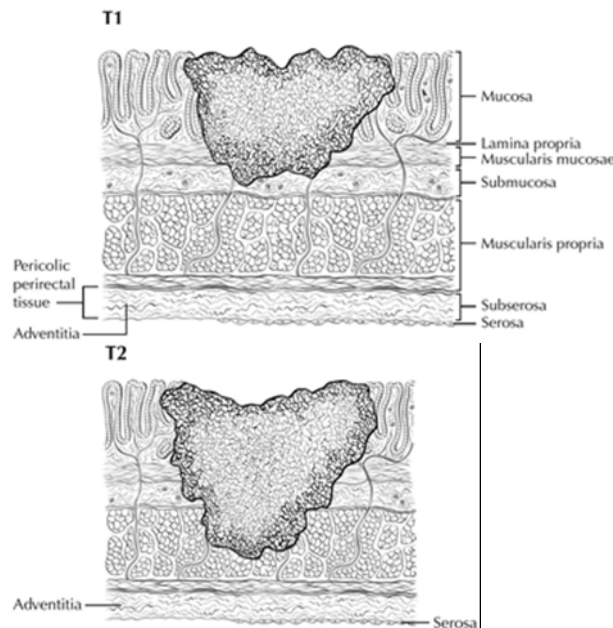 T1
Mucosa
Lamina propria
Muscularis mucosae
Submucosa
Muscularis propria
Pericolic
perirectal
tissue
Subserosa
Serosa
Adventitia
T2
Adventitia
Serosa